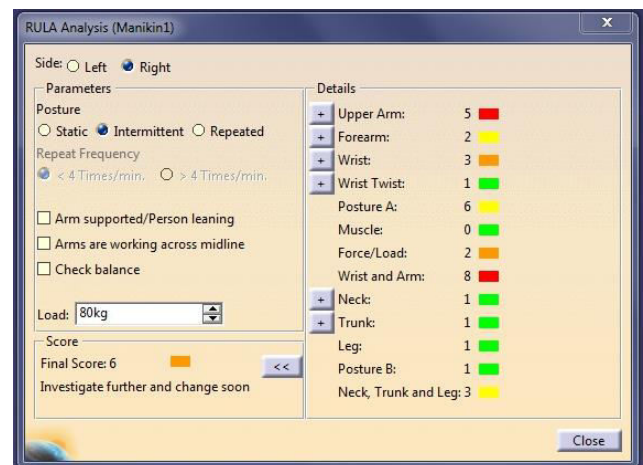 RULA Analysis (Manikin1)
X
Side: Left Right
Parameters
Posture
Static Intermittent Repeated
Repeat Frequency
< 4 Times/min. > 4 Times/min.
Arm supported/Person leaning
Arms are working across midline
Check balance
Load: 80kg
Score
Final Score: 6
<<
Investigate further and change soon
Details
+ Upper Arm: 5
+ Forearm: 2
+ Wrist: 3
+ Wrist Twist: 1
Posture A: 6
Muscle: 0
Force/Load: 2
Wrist and Arm: 8
+ Neck: 1
+ Trunk: 1
Leg: 1
Posture B: 1
Neck, Trunk and Leg: 3
Close